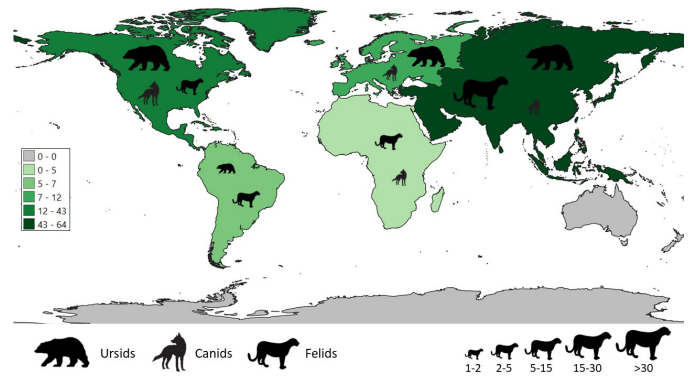 0 - 0
0 - 5
5 - 7
7 - 12
12 - 43
43 - 64
Ursids
Canids
Felids
1-2
2-5
5-15
15-30
>30